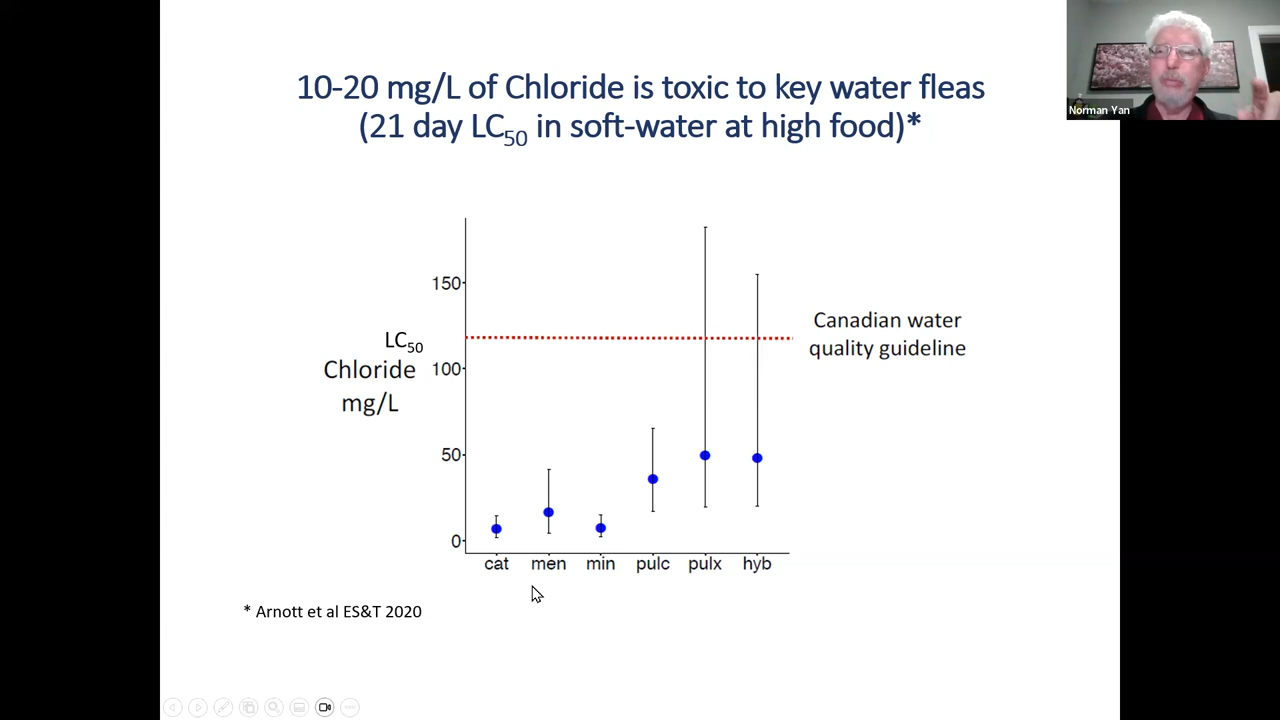 10-20 mg/L of Chloride is toxic to key water fleas
(21 day LC50 in soft-water at high food)*
Norman Yan
150
100
50
0
LC50
Chloride
mg/L
Canadian water
quality guideline
cat men min pulc pulx hyb
* Arnott et al ES&T 2020